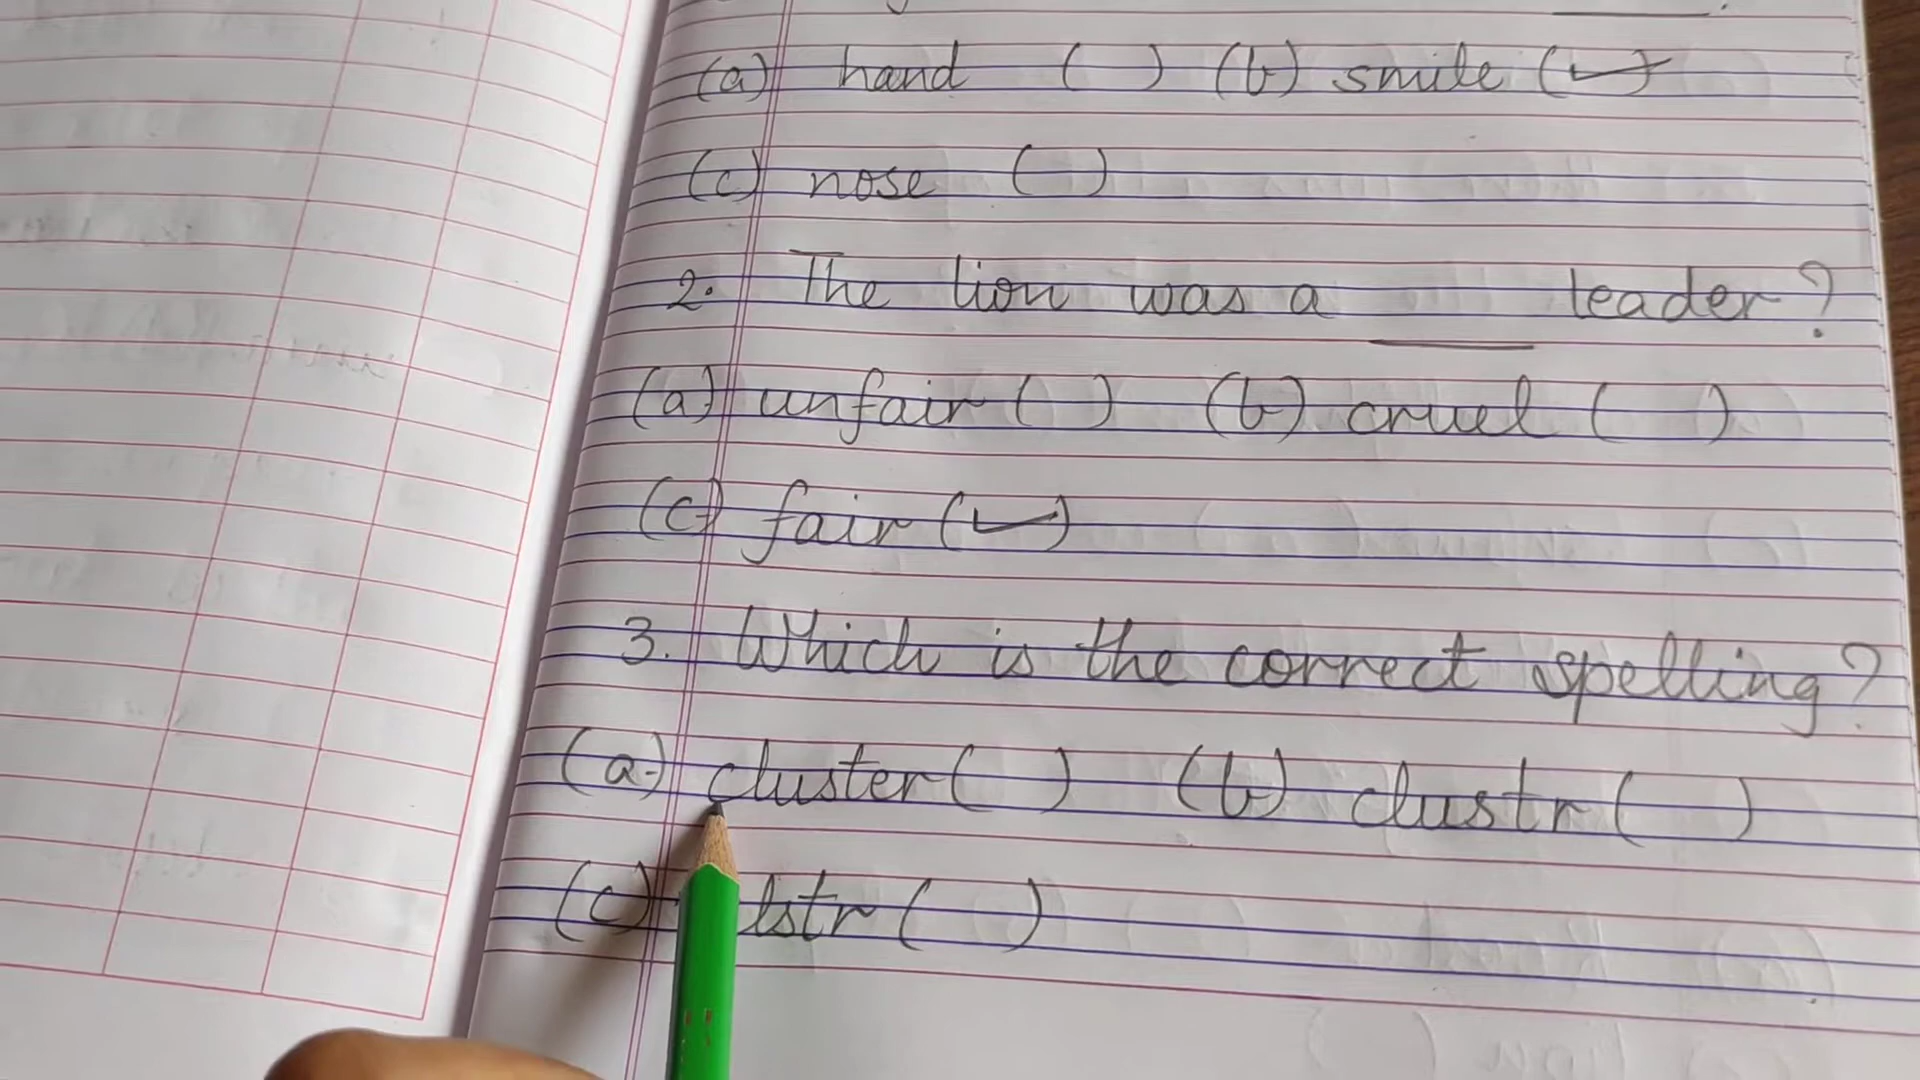 (a) hand ( ) (b) smile (✓)
(c) nose ( )
2. The lion was a ____ leader?
(a) unfair ( ) (b) cruel ( )
(c) fair (✓)
3. Which is the correct spelling?
(a) cluster ( ) (b) clustr ( )
(c) lstr ( )